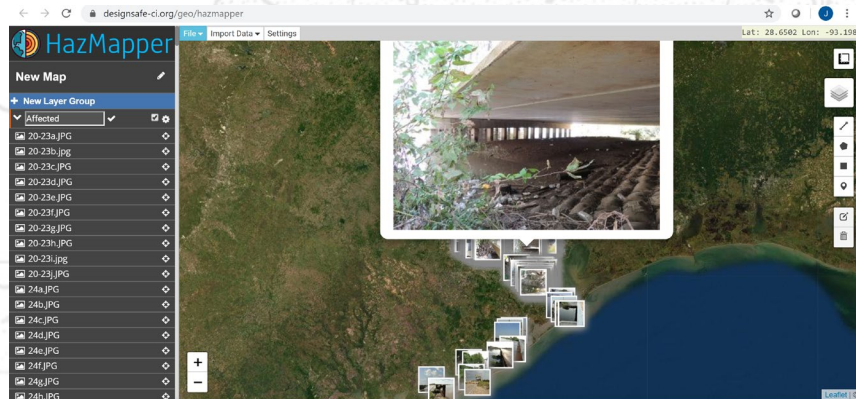 designsafe-ci.org/geo/hazmapper
J
HazMapper
File Import Data Settings
Lat: 28.6502 Lon: -93.198
New Map
+ New Layer Group
Affected
20-23a.JPG
20-23b.jpg
20-23c.JPG
20-23d.JPG
20-23e.JPG
20-23f.JPG
20-23g.JPG
20-23h.JPG
20-23i.jpg
20-23j.JPG
24a.JPG
24b.JPG
24c.JPG
24d.JPG
24e.JPG
24f.JPG
24g.JPG
24h.JPG
+
−
Leaflet | ©